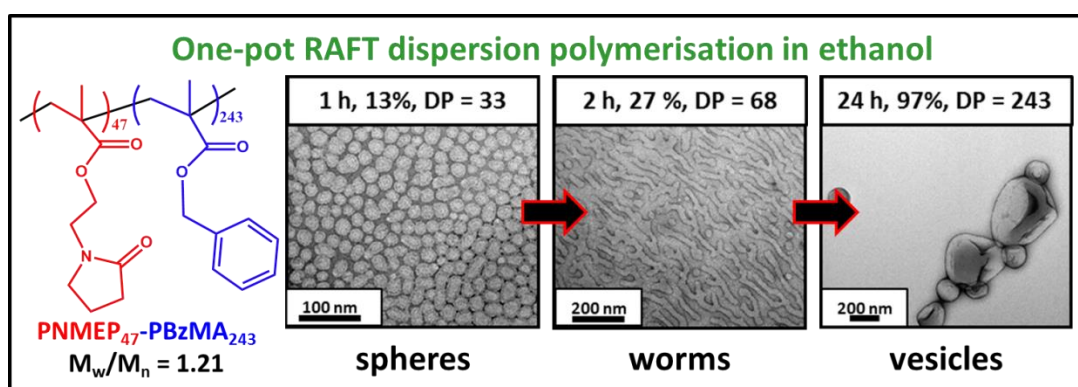 One-pot RAFT dispersion polymerisation in ethanol
47
243
O
O
O
O
N
O
PNMEP47-PBzMA243
Mw/Mn = 1.21
1 h, 13%, DP = 33
100 nm
spheres
2 h, 27 %, DP = 68
200 nm
worms
24 h, 97%, DP = 243
200 nm
vesicles